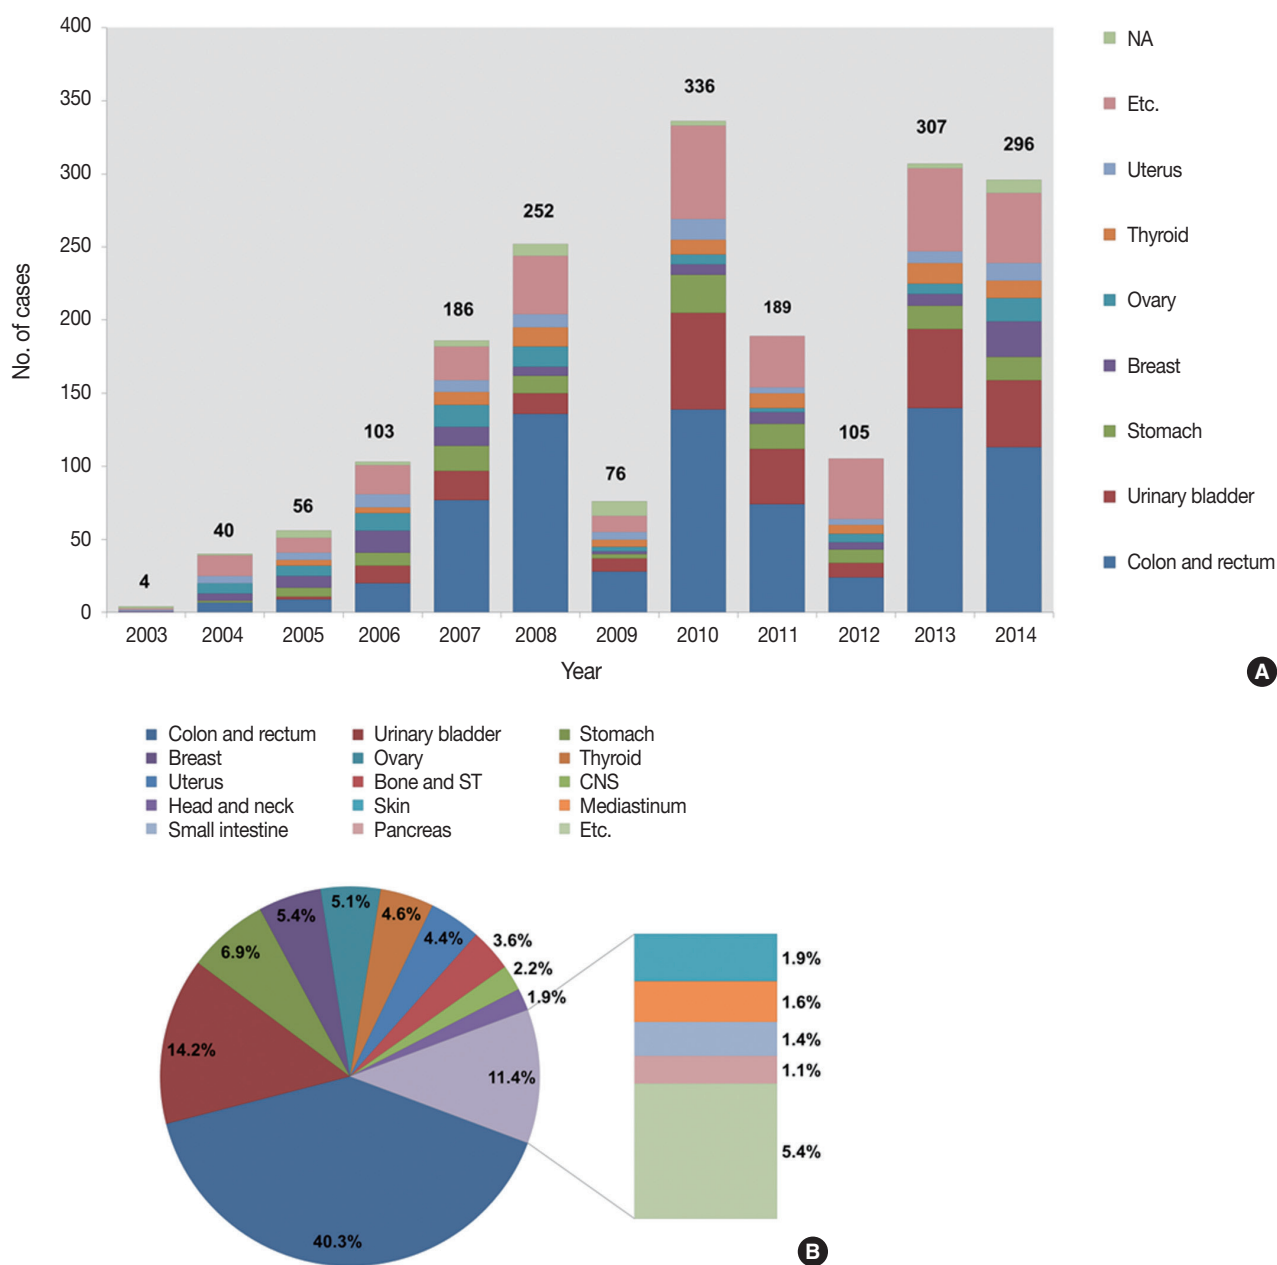 400
350
300
250
200
150
100
50
0
No. of cases
4
40
56
103
186
252
76
336
189
105
307
296
2003 2004 2005 2006 2007 2008 2009 2010 2011 2012 2013 2014
Year
NA
Etc.
Uterus
Thyroid
Ovary
Breast
Stomach
Urinary bladder
Colon and rectum
A
Colon and rectum Urinary bladder Stomach
Breast Ovary Thyroid
Uterus Bone and ST CNS
Head and neck Skin Mediastinum
Small intestine Pancreas Etc.
5.4%
5.1%
4.6%
4.4%
3.6%
2.2%
1.9%
6.9%
14.2%
11.4%
40.3%
1.9%
1.6%
1.4%
1.1%
5.4%
B